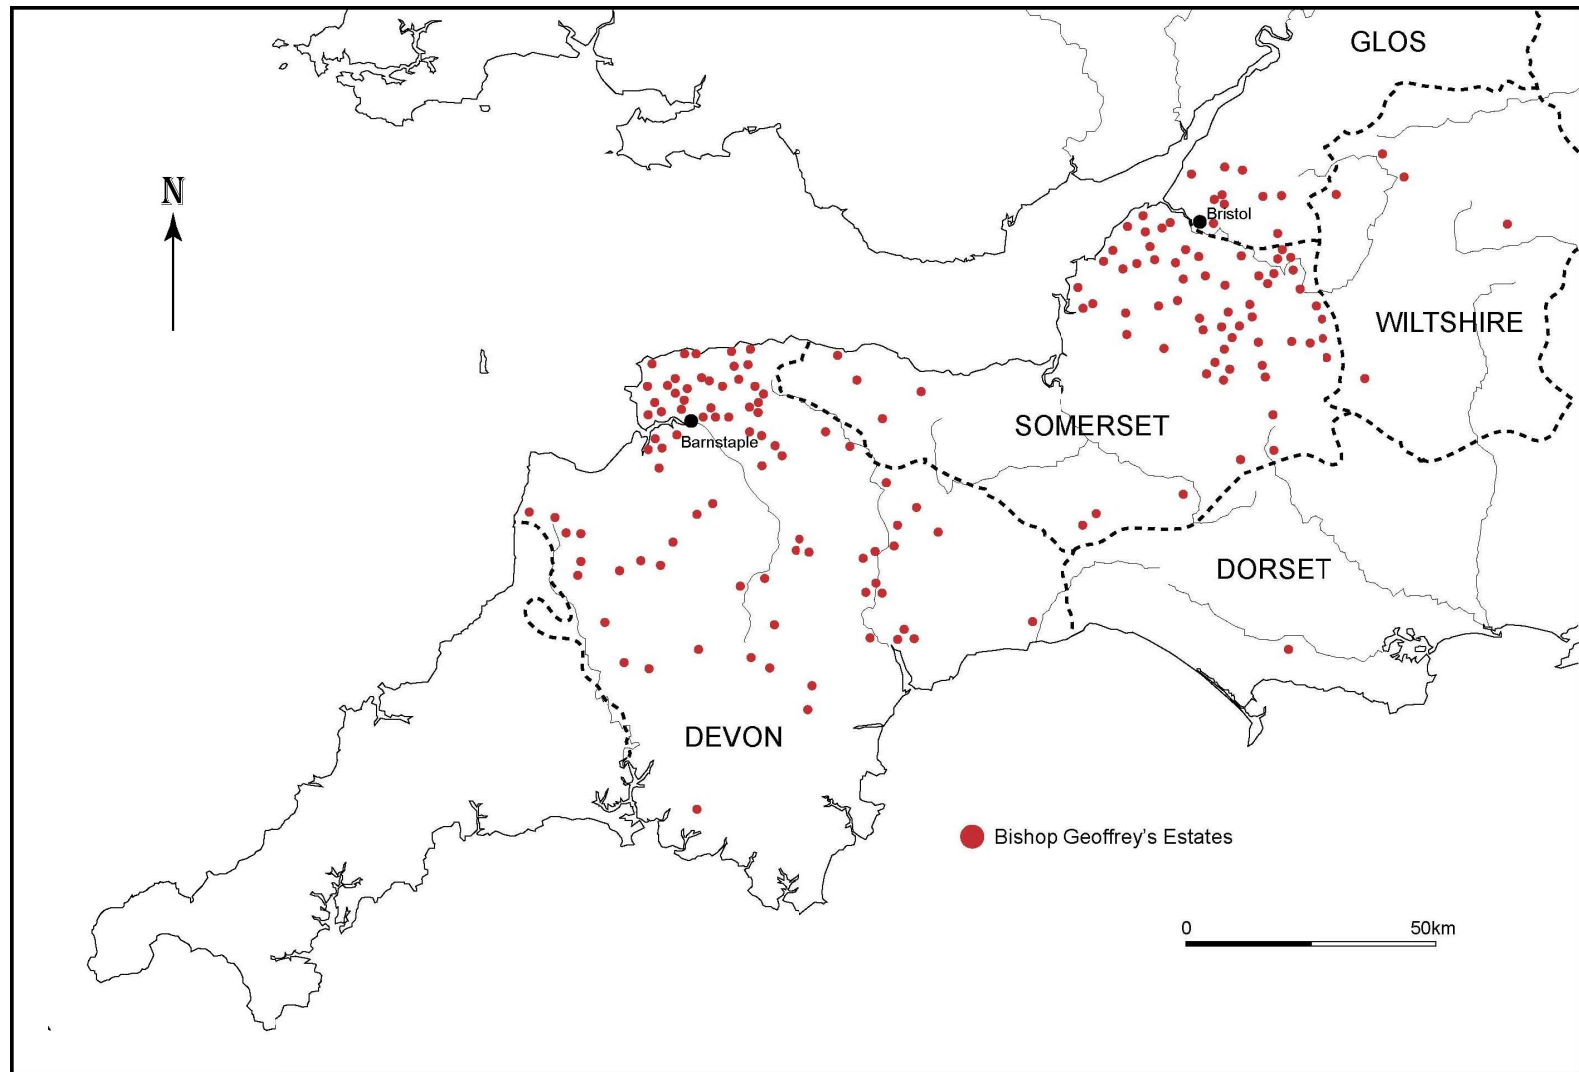 GLOS
N
Bristol
WILTSHIRE
SOMERSET
Barnstaple
DORSET
DEVON
Bishop Geoffrey's Estates
0 50km